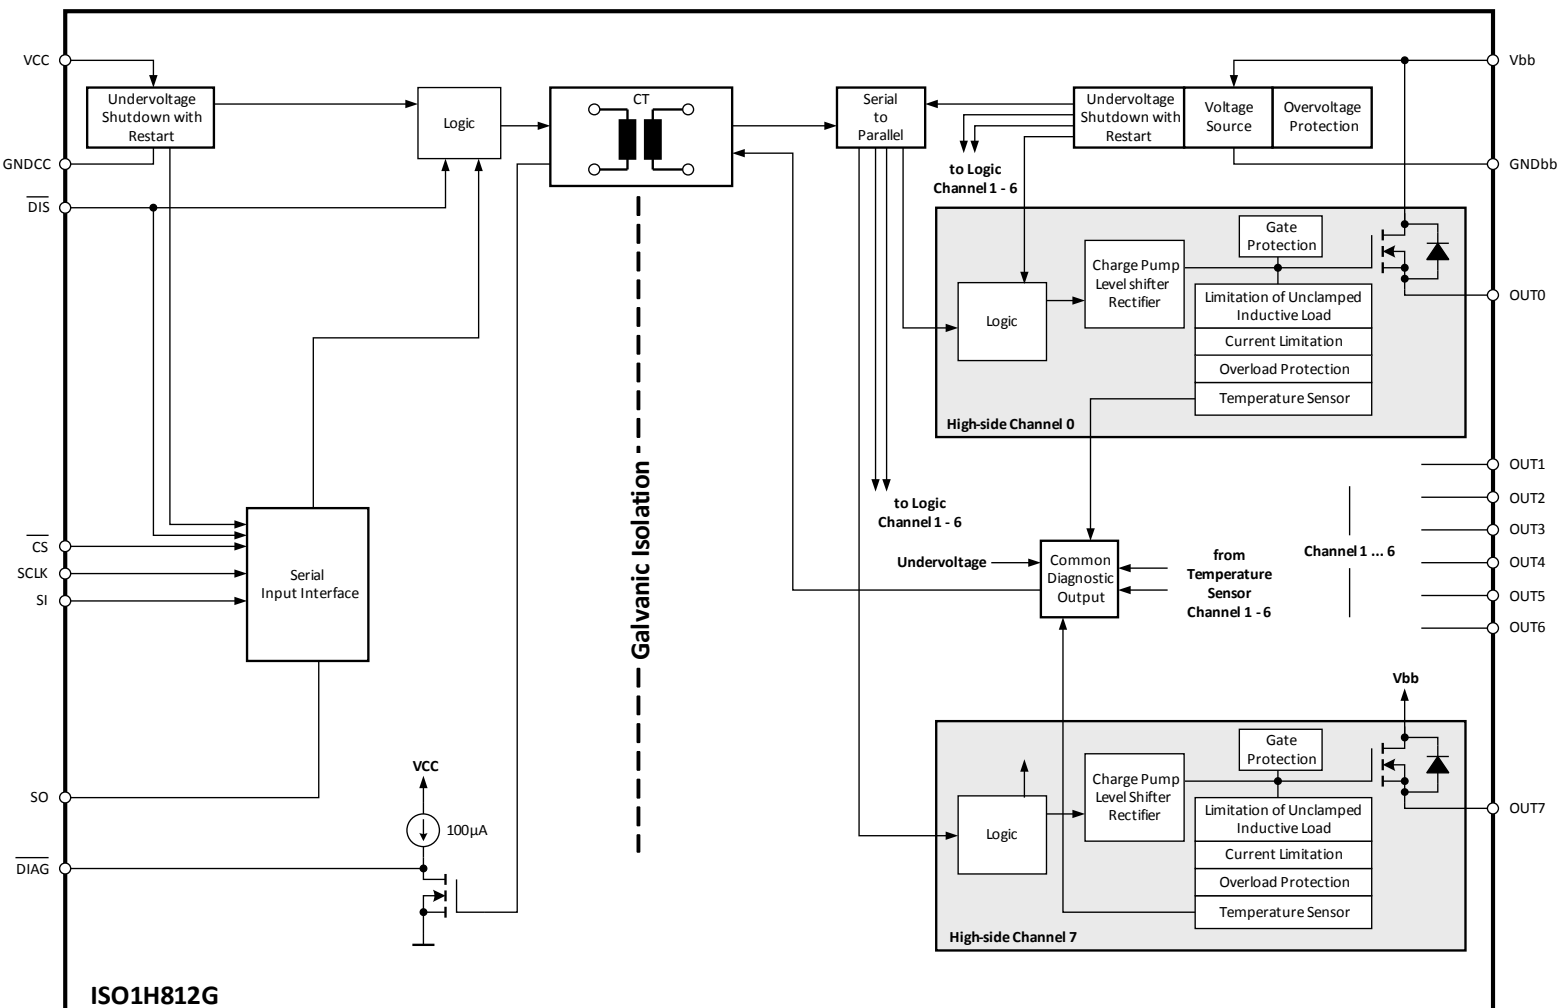 VCC
Undervoltage
Shutdown with
Restart
GNDCC
DIS
Logic
CT
Serial
to
Parallel
Undervoltage
Shutdown with
Restart
Voltage
Source
Overvoltage
Protection
Vbb
GNDbb
to Logic
Channel 1 - 6
Gate
Protection
Charge Pump
Level shifter
Rectifier
Logic
Limitation of Unclamped
Inductive Load
Current Limitation
Overload Protection
Temperature Sensor
High-side Channel 0
OUT0
Galvanic Isolation
to Logic
Channel 1 - 6
OUT1
OUT2
OUT3
OUT4
OUT5
OUT6
Channel 1 ... 6
CS
SCLK
SI
Serial
Input Interface
Undervoltage
Common
Diagnostic
Output
from
Temperature
Sensor
Channel 1 - 6
SO
DIAG
VCC
100µA
Vbb
Gate
Protection
Charge Pump
Level Shifter
Rectifier
Logic
Limitation of Unclamped
Inductive Load
Current Limitation
Overload Protection
Temperature Sensor
High-side Channel 7
OUT7
ISO1H812G